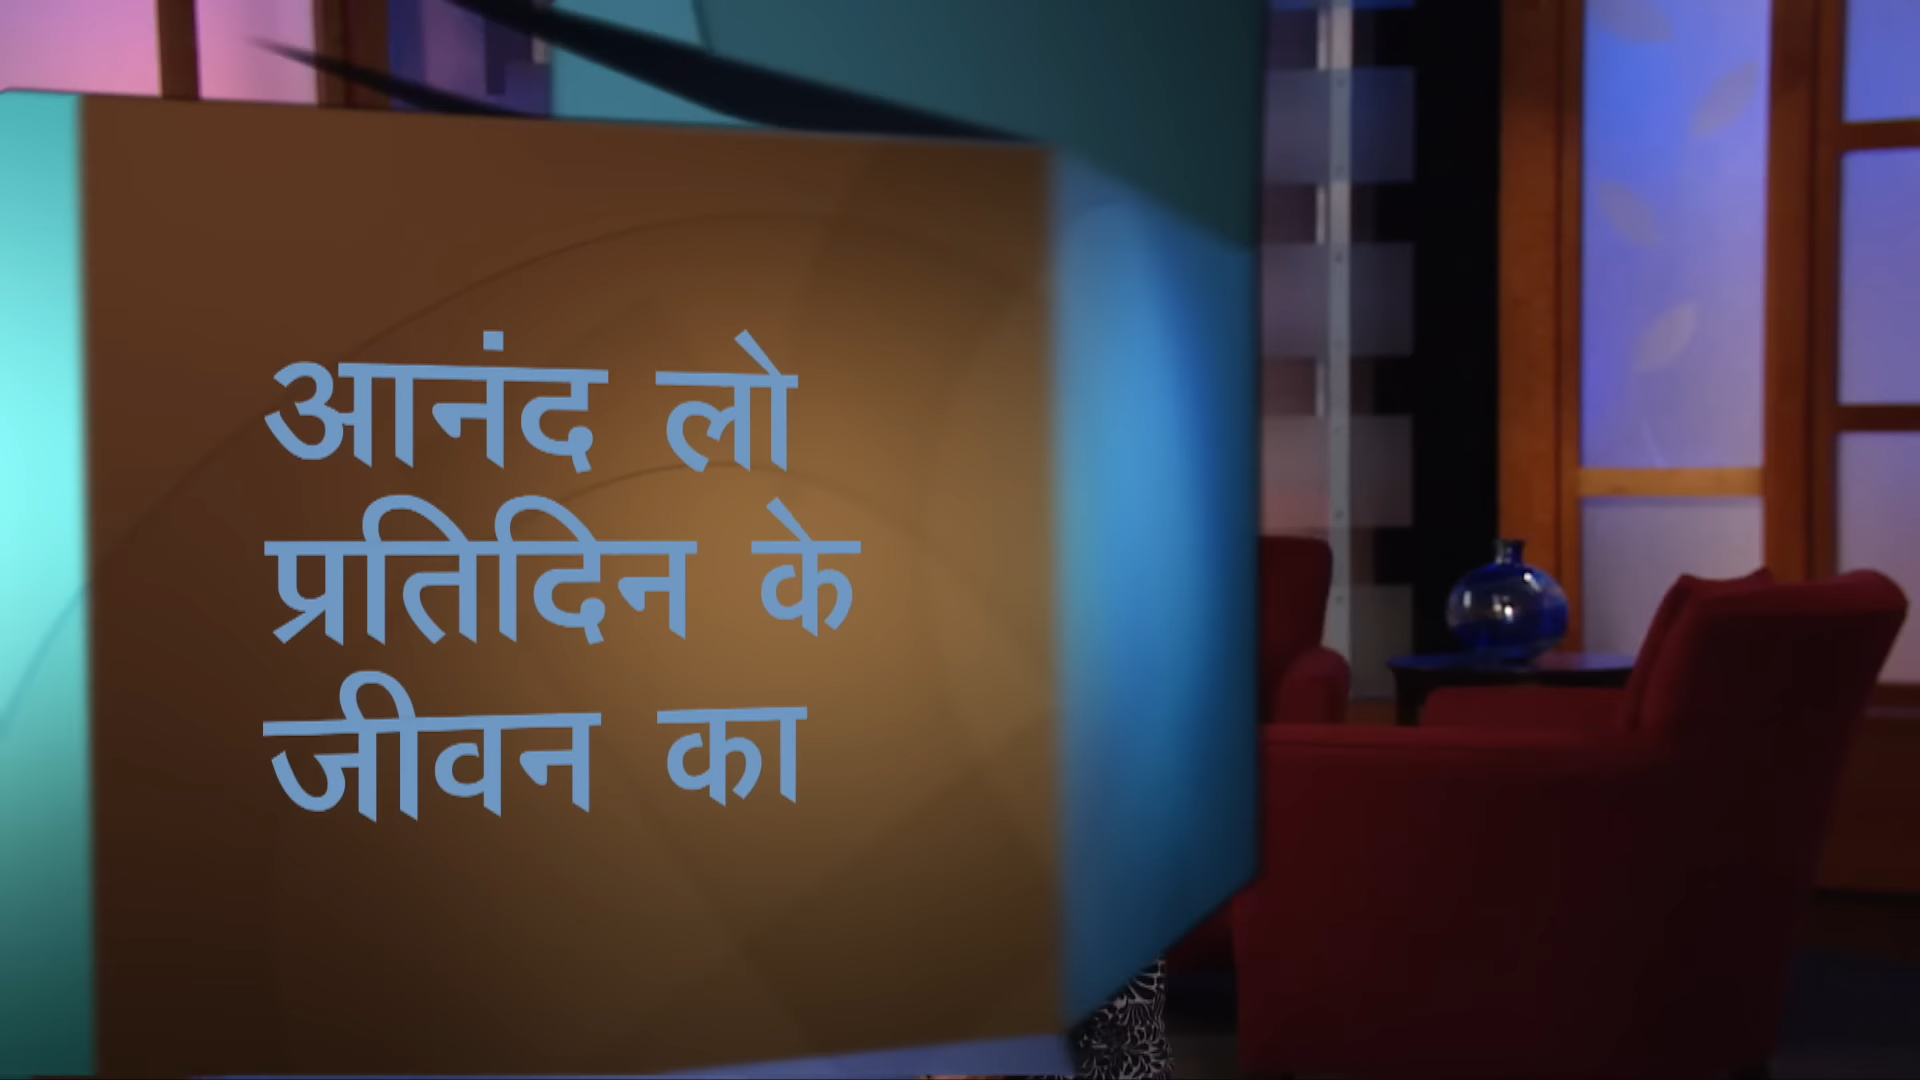 आनंद लो
प्रतिदिन के
जीवन का